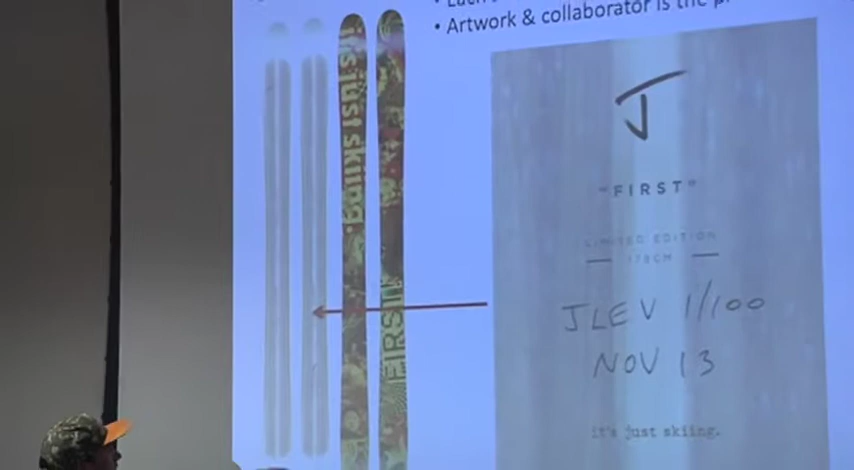 • Artwork & collaborator is the
it's just skiing.
FIRST
J
"FIRST"
LIMITED EDITION
178CM
JLEV 1/100
NOV 13
it's just skiing.